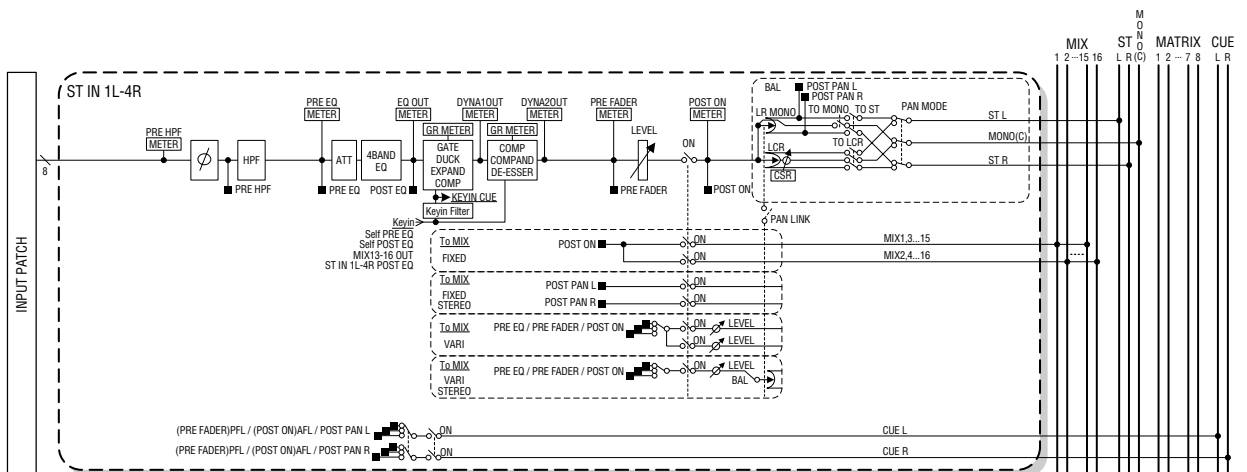 M
O
N
O
MIX ST (C) MATRIX CUE
1 2 ··· 15 16 L R 1 2 ··· 7 8 L R
INPUT PATCH
8
ST IN 1L-4R
PRE HPF
METER
PRE HPF
HPF
PRE EQ
METER
PRE EQ
ATT
4BAND
EQ
EQ OUT
METER
POST EQ
DYNA1OUT
METER
GR METER
GATE
DUCK
EXPAND
COMP
KEYIN CUE
Keyin Filter
DYNA2OUT
METER
GR METER
COMP
COMPAND
DE-ESSER
Keyin
Self PRE EQ
Self POST EQ
MIX13-16 OUT
ST IN 1L-4R POST EQ
PRE FADER
METER
PRE FADER
LEVEL
ON
POST ON
METER
POST ON
BAL
POST PAN L
POST PAN R
LR MONO
TO MONO
TO ST
PAN MODE
LCR
TO LCR
CSR
ST L
MONO(C)
ST R
PAN LINK
To MIX
FIXED
POST ON
ON
ON
MIX1,3...15
MIX2,4...16
To MIX
FIXED
STEREO
POST PAN L
ON
POST PAN R
ON
To MIX
VARI
PRE EQ / PRE FADER / POST ON
ON
LEVEL
ON
LEVEL
To MIX
VARI
STEREO
PRE EQ / PRE FADER / POST ON
ON
LEVEL
BAL
(PRE FADER)PFL / (POST ON)AFL / POST PAN L
ON
CUE L
(PRE FADER)PFL / (POST ON)AFL / POST PAN R
ON
CUE R